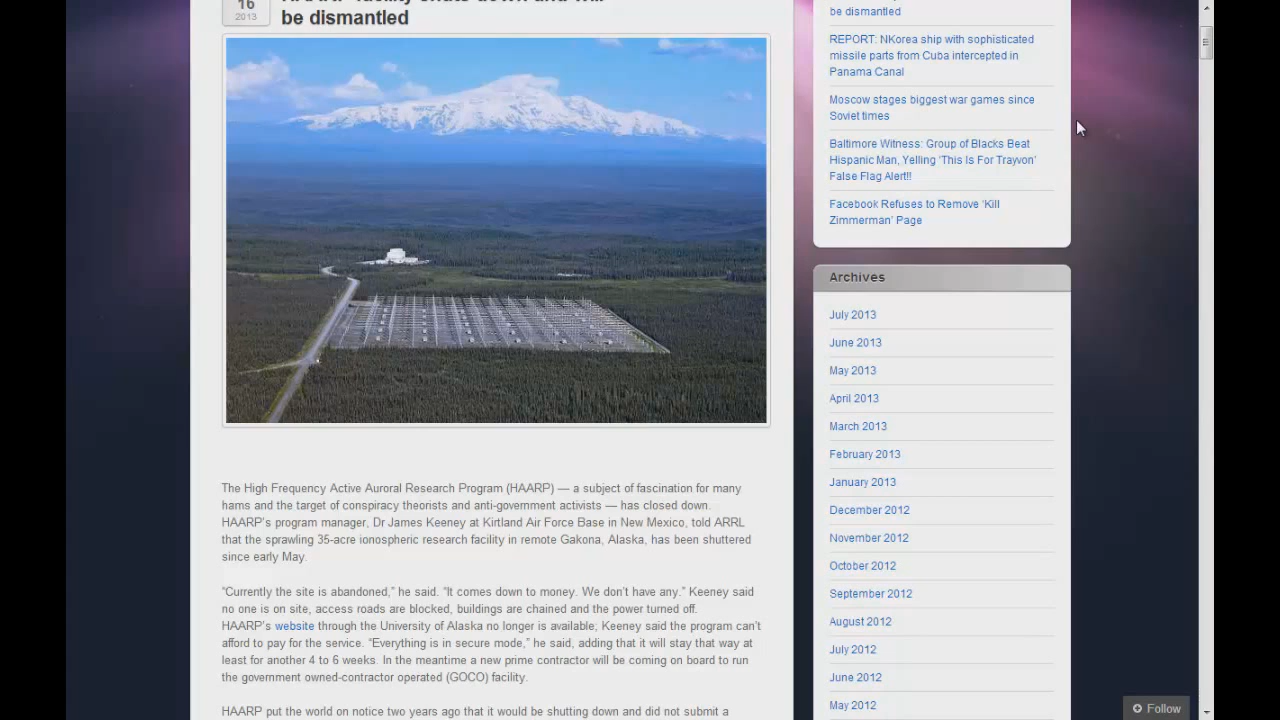 16
2013
be dismantled
The High Frequency Active Auroral Research Program (HAARP) — a subject of fascination for many
hams and the target of conspiracy theorists and anti-government activists — has closed down.
HAARP's program manager, Dr James Keeney at Kirtland Air Force Base in New Mexico, told ARRL
that the sprawling 35-acre ionospheric research facility in remote Gakona, Alaska, has been shuttered
since early May.
“Currently the site is abandoned,” he said. “It comes down to money. We don't have any.” Keeney said
no one is on site, access roads are blocked, buildings are chained and the power turned off.
HAARP's website through the University of Alaska no longer is available; Keeney said the program can't
afford to pay for the service. “Everything is in secure mode,” he said, adding that it will stay that way at
least for another 4 to 6 weeks. In the meantime a new prime contractor will be coming on board to run
the government owned-contractor operated (GOCO) facility.
HAARP put the world on notice two years ago that it would be shutting down and did not submit a
be dismantled
REPORT: NKorea ship with sophisticated
missile parts from Cuba intercepted in
Panama Canal
Moscow stages biggest war games since
Soviet times
Baltimore Witness: Group of Blacks Beat
Hispanic Man, Yelling ‘This Is For Trayvon’
False Flag Alert!!
Facebook Refuses to Remove ‘Kill
Zimmerman’ Page
Archives
July 2013
June 2013
May 2013
April 2013
March 2013
February 2013
January 2013
December 2012
November 2012
October 2012
September 2012
August 2012
July 2012
June 2012
May 2012
Follow